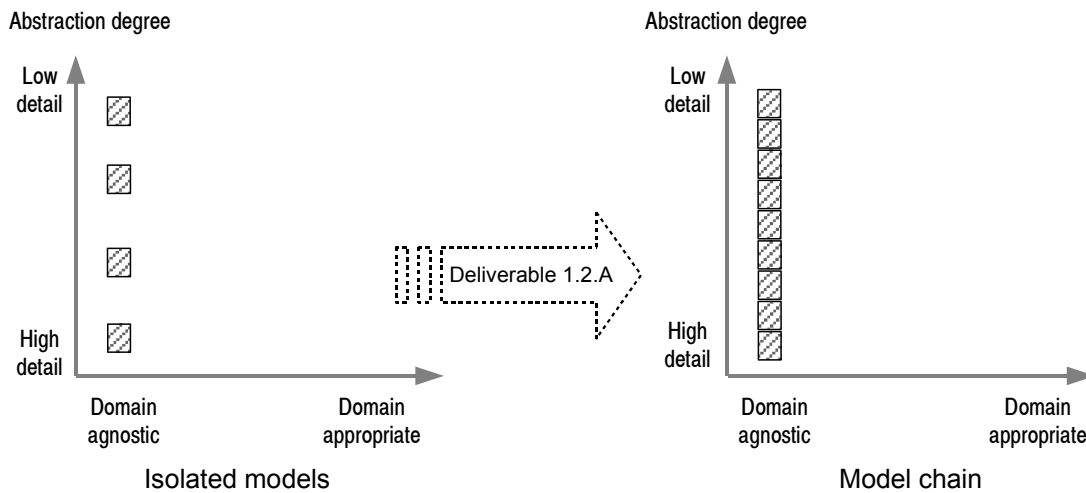 Abstraction degree
Low
detail
High
detail
Domain
agnostic
Domain
appropriate
Isolated models
Deliverable 1.2.A
Abstraction degree
Low
detail
High
detail
Domain
agnostic
Domain
appropriate
Model chain